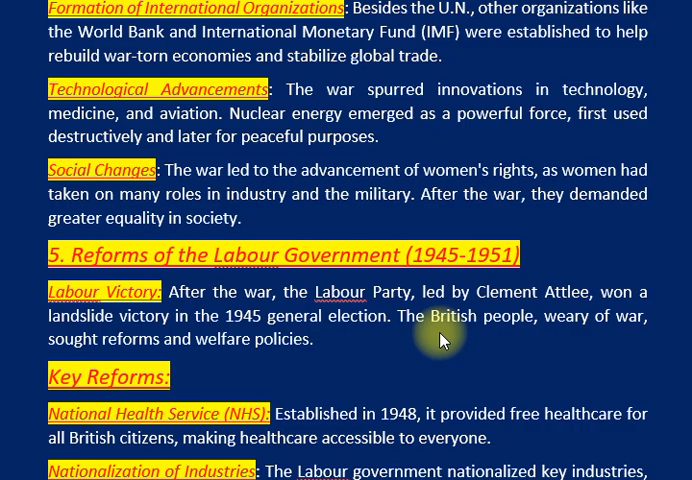 Formation of International Organizations: Besides the U.N., other organizations like
the World Bank and International Monetary Fund (IMF) were established to help
rebuild war-torn economies and stabilize global trade.
Technological Advancements: The war spurred innovations in technology,
medicine, and aviation. Nuclear energy emerged as a powerful force, first used
destructively and later for peaceful purposes.
Social Changes: The war led to the advancement of women's rights, as women had
taken on many roles in industry and the military. After the war, they demanded
greater equality in society.
5. Reforms of the Labour Government (1945-1951)
Labour Victory: After the war, the Labour Party, led by Clement Attlee, won a
landslide victory in the 1945 general election. The British people, weary of war,
sought reforms and welfare policies.
Key Reforms:
National Health Service (NHS): Established in 1948, it provided free healthcare for
all British citizens, making healthcare accessible to everyone.
Nationalization of Industries: The Labour government nationalized key industries,